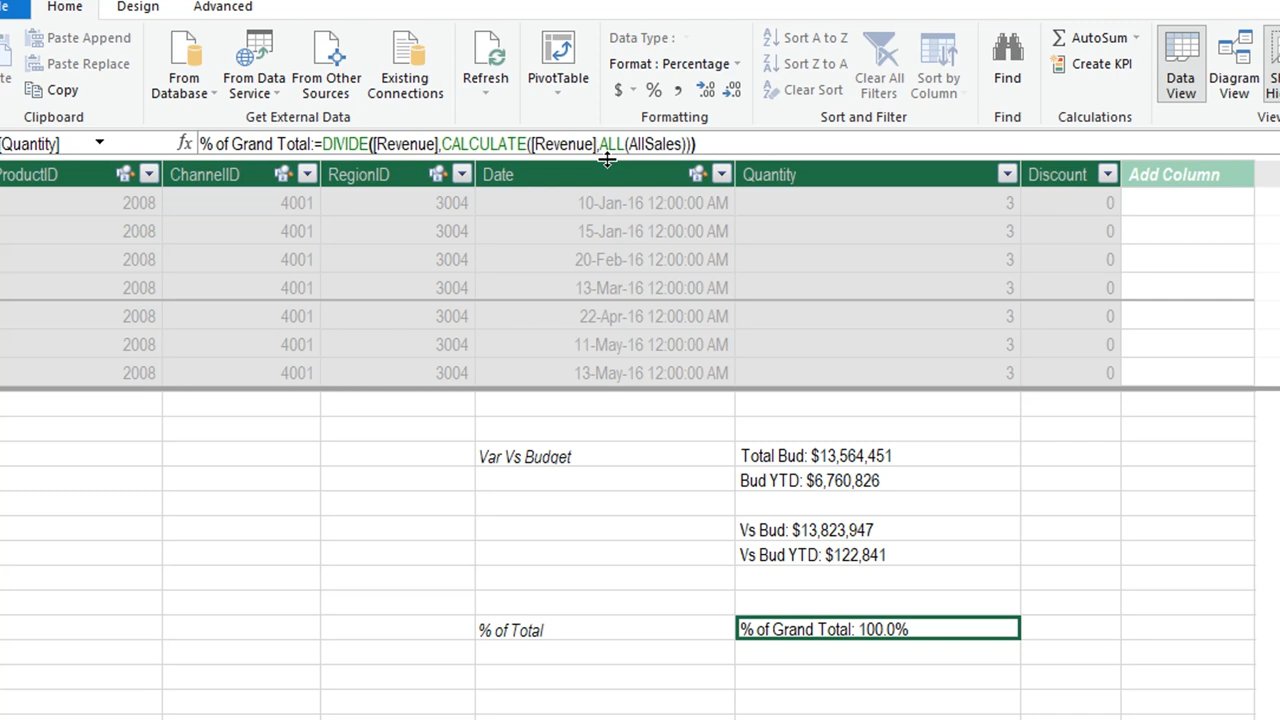 Home Design Advanced
Paste Append
Paste Replace
Copy
Clipboard
From Database
From Data Service
From Other Sources
Existing Connections
Get External Data
Refresh
PivotTable
Data Type :
Format : Percentage
$ % ,
Formatting
Sort A to Z
Sort Z to A
Clear Sort
Clear All Filters
Sort by Column
Sort and Filter
Find
Find
AutoSum
Create KPI
Calculations
Data View
Diagram View
[Quantity] fx % of Grand Total:=DIVIDE([Revenue],CALCULATE([Revenue],ALL(AllSales)))
ProductID ChannelID RegionID Date Quantity Discount Add Column
2008 4001 3004 10-Jan-16 12:00:00 AM 3 0
2008 4001 3004 15-Jan-16 12:00:00 AM 3 0
2008 4001 3004 20-Feb-16 12:00:00 AM 3 0
2008 4001 3004 13-Mar-16 12:00:00 AM 3 0
2008 4001 3004 22-Apr-16 12:00:00 AM 3 0
2008 4001 3004 11-May-16 12:00:00 AM 3 0
2008 4001 3004 13-May-16 12:00:00 AM 3 0
Var Vs Budget Total Bud: $13,564,451
Bud YTD: $6,760,826
Vs Bud: $13,823,947
Vs Bud YTD: $122,841
% of Total % of Grand Total: 100.0%